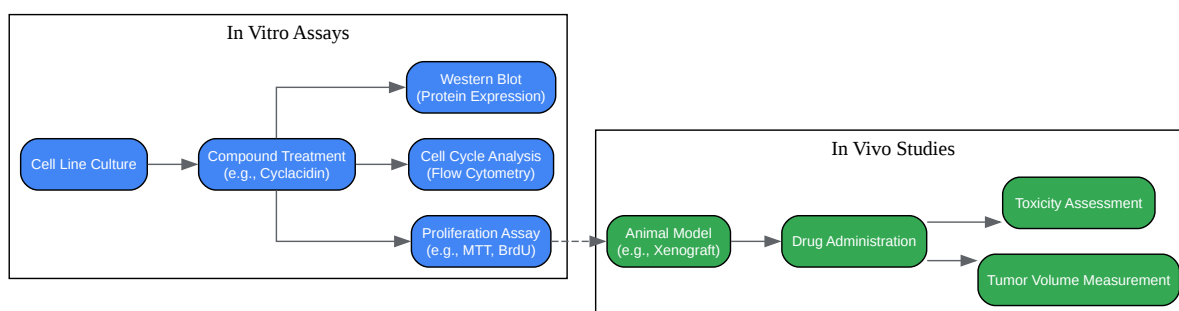 In Vitro Assays
Western Blot
(Protein Expression)
Cell Line Culture
Compound Treatment
(e.g., Cyclacidin)
Cell Cycle Analysis
(Flow Cytometry)
Proliferation Assay
(e.g., MTT, BrdU)
In Vivo Studies
Animal Model
(e.g., Xenograft)
Drug Administration
Toxicity Assessment
Tumor Volume Measurement